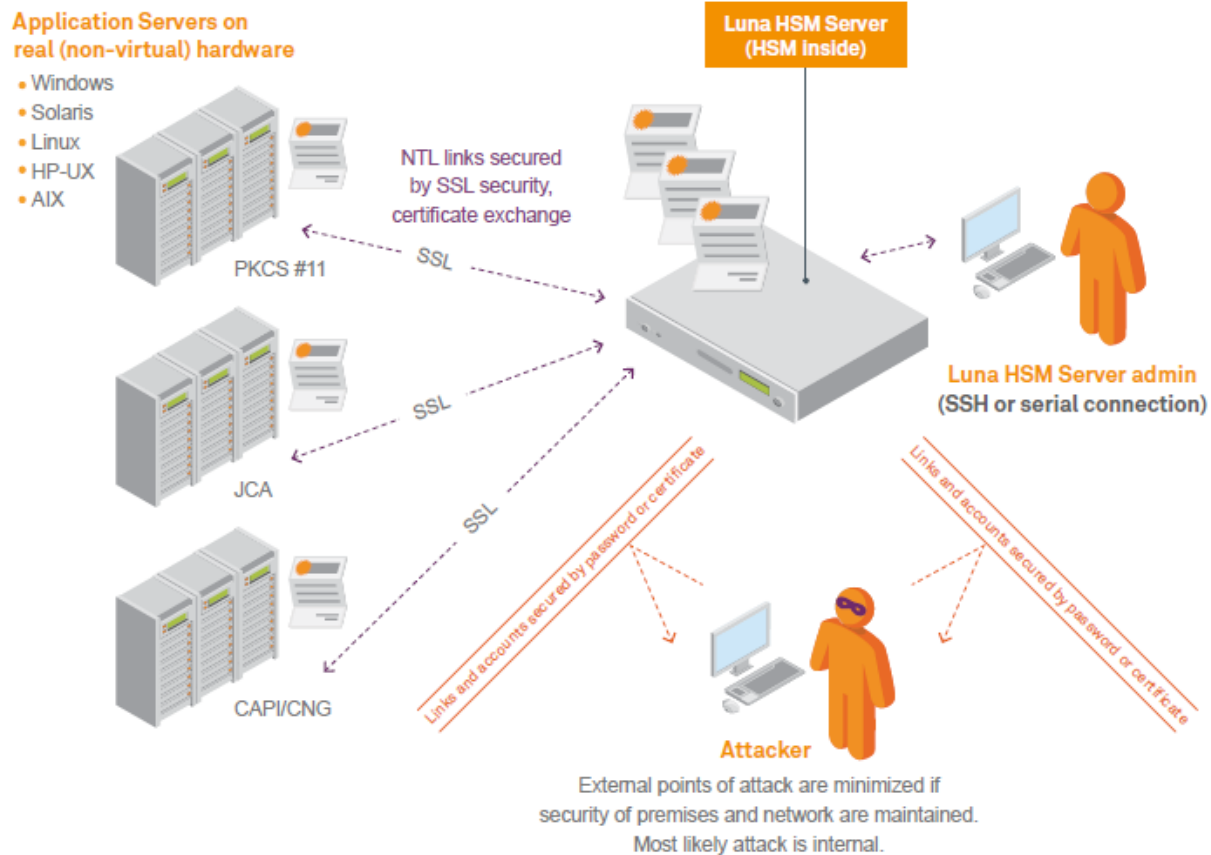 Application Servers on
real (non-virtual) hardware
• Windows
• Solaris
• Linux
• HP-UX
• AIX
Luna HSM Server
(HSM inside)
NTL links secured
by SSL security,
certificate exchange
SSL
PKCS #11
SSL
JCA
SSL
CAPI/CNG
Luna HSM Server admin
(SSH or serial connection)
Links and accounts secured by password or certificate
Links and accounts secured by password or certificate
Attacker
External points of attack are minimized if
security of premises and network are maintained.
Most likely attack is internal.